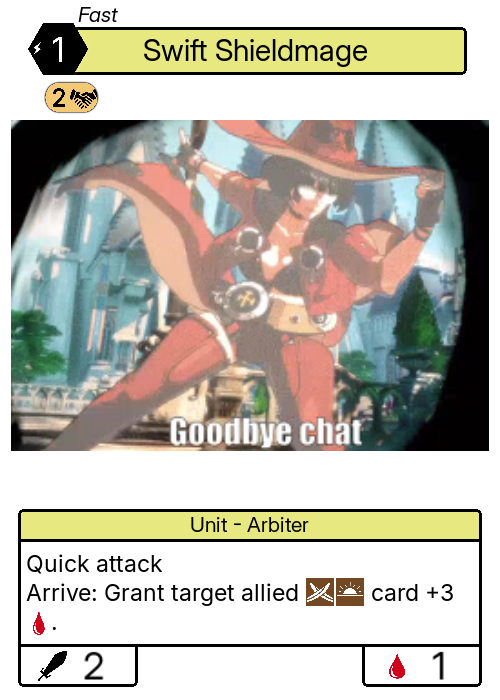 Fast
1 Swift Shieldmage
2
Goodbye chat
Unit - Arbiter
Quick attack
Arrive: Grant target allied card +3
.
2 1